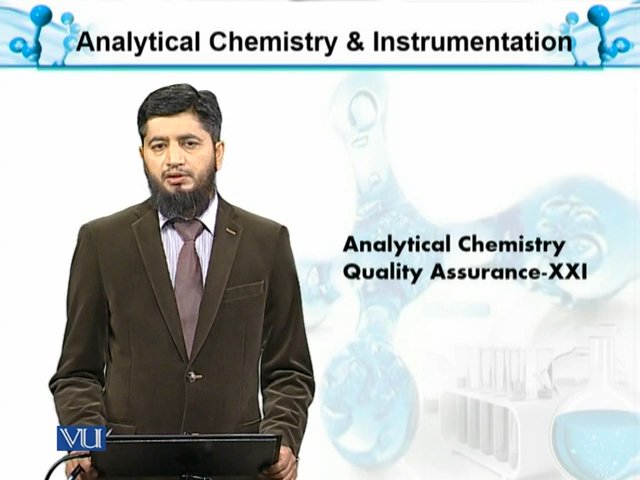 Analytical Chemistry & Instrumentation
Analytical Chemistry
Quality Assurance-XXI
VU